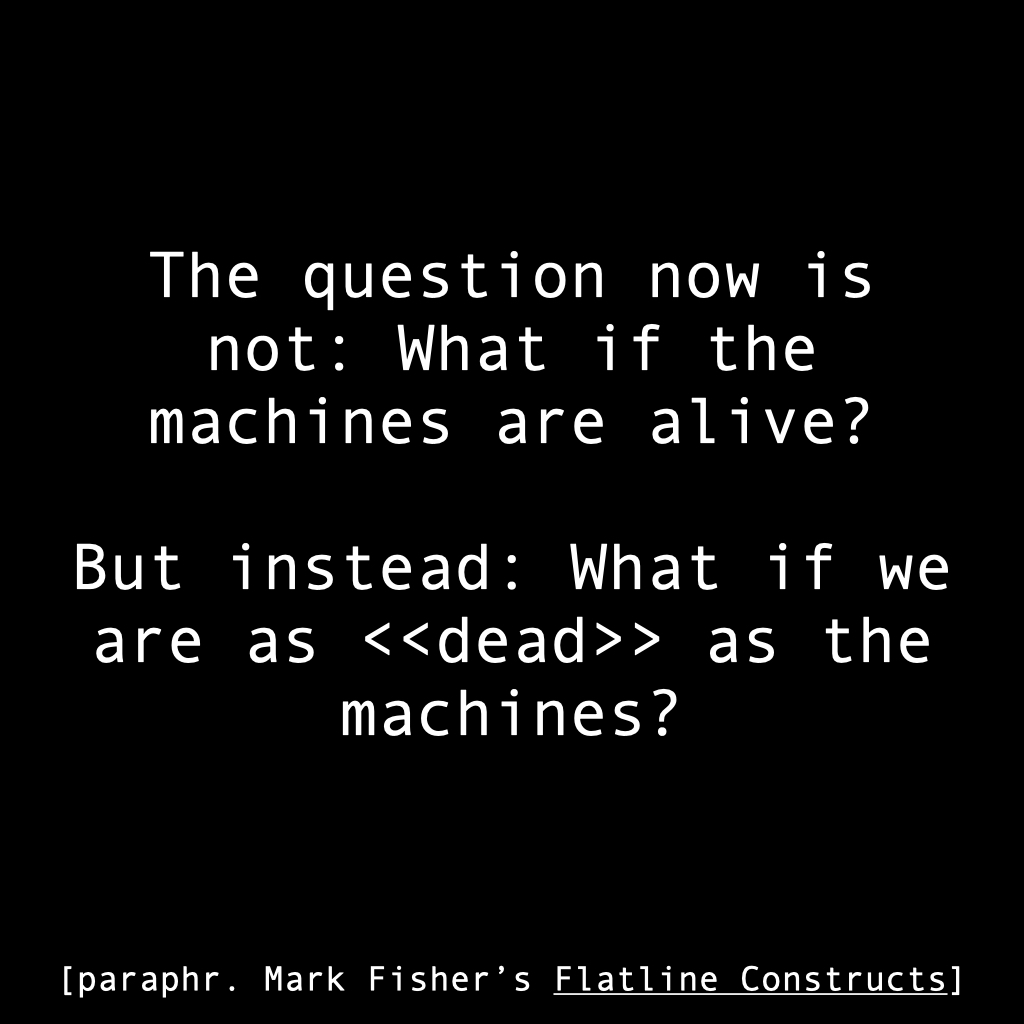 The question now is
not: What if the
machines are alive?
But instead: What if we
are as <<dead>> as the
machines?
[paraphr. Mark Fisher’s Flatline Constructs]